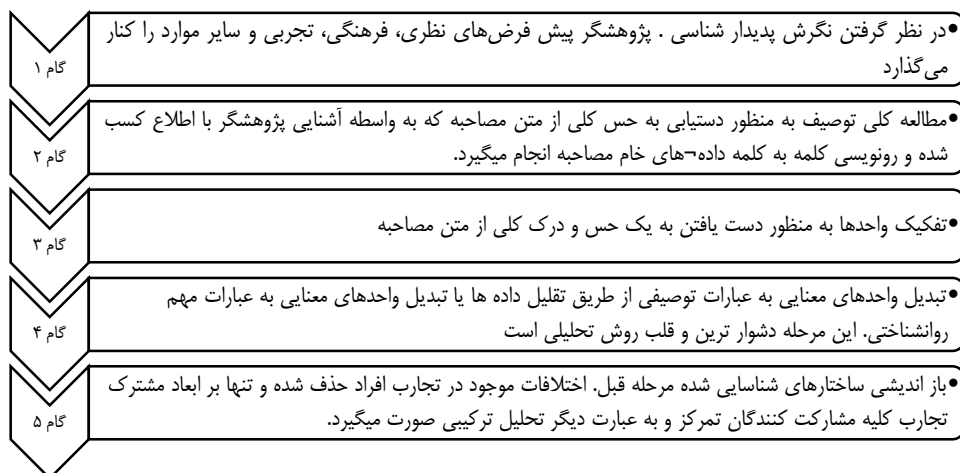 •در نظر گرفتن نگرش پدیدار شناسی . پژوهشگر پیش فرض‌های نظری، فرهنگی، تجربی و سایر موارد را کنار
می‌گذارد
گام ۱
•مطالعه کلی توصیف به منظور دستیابی به حس کلی از متن مصاحبه که به واسطه آشنایی پژوهشگر با اطلاع کسب
شده و رونویسی کلمه به کلمه داده¬های خام مصاحبه انجام میگیرد.
گام ۲
•تفکیک واحدها به منظور دست یافتن به یک حس و درک کلی از متن مصاحبه
گام ۳
•تبدیل واحدهای معنایی به عبارات توصیفی از طریق تقلیل داده ها یا تبدیل واحدهای معنایی به عبارات مهم
روانشناختی. این مرحله دشوار ترین و قلب روش تحلیلی است
گام ۴
•باز اندیشی ساختارهای شناسایی شده مرحله قبل. اختلافات موجود در تجارب افراد حذف شده و تنها بر ابعاد مشترک
تجارب کلیه مشارکت کنندگان تمرکز و به عبارت دیگر تحلیل ترکیبی صورت میگیرد.
گام ۵